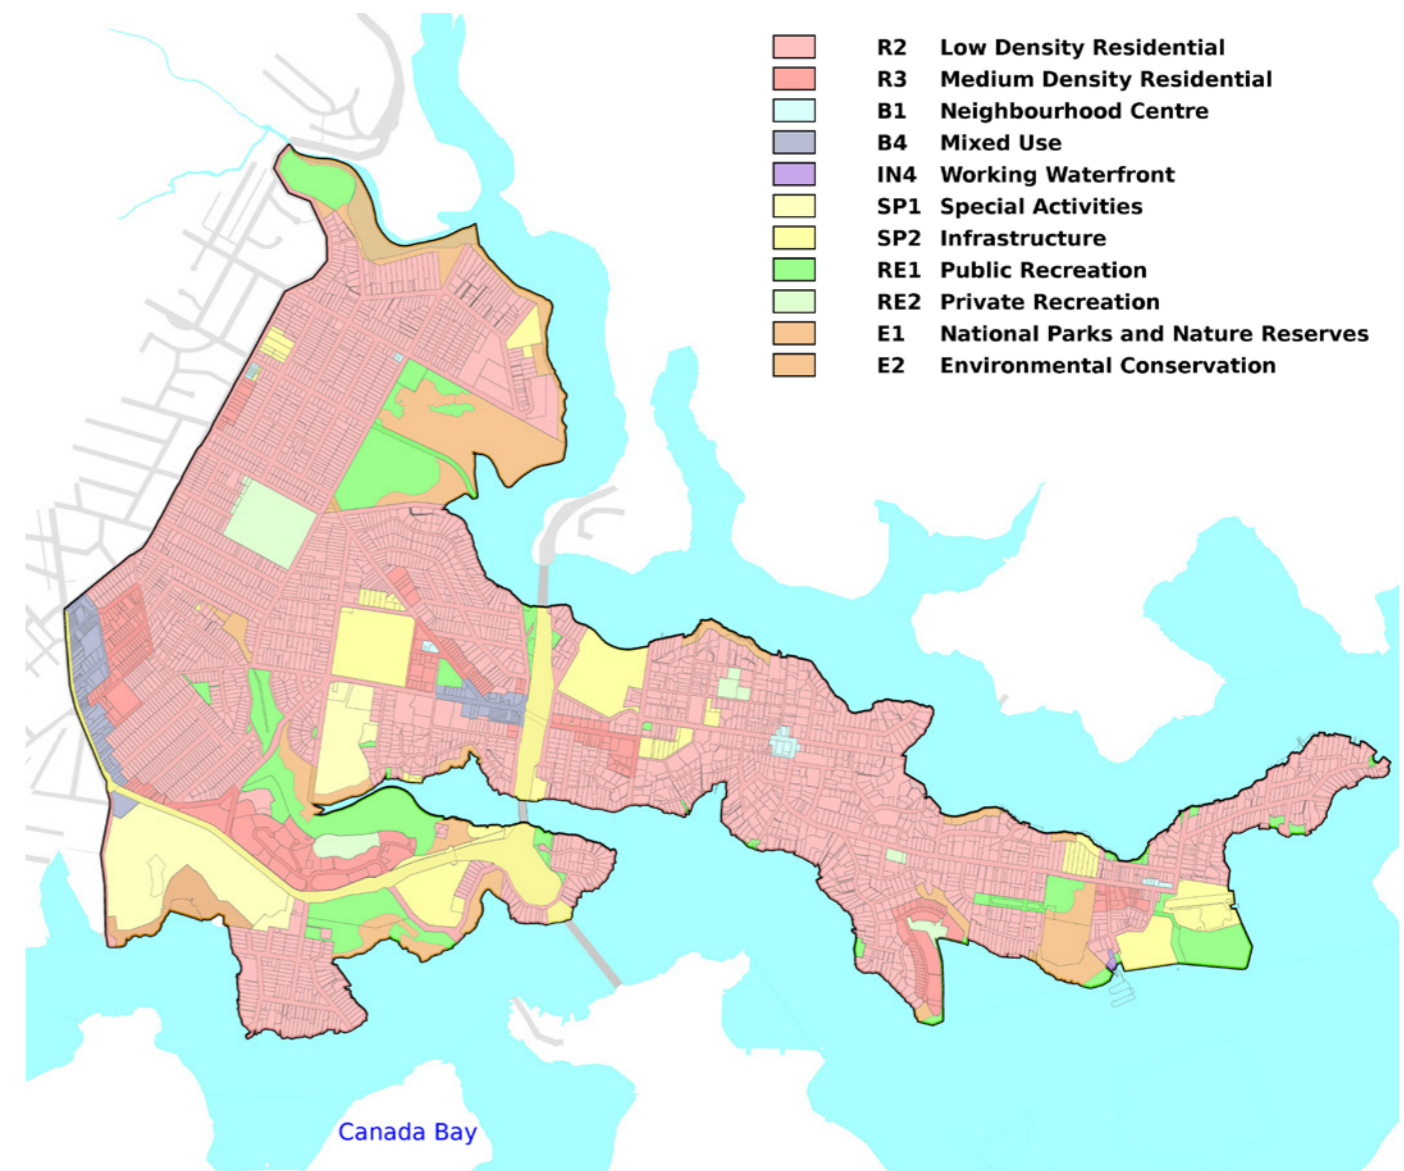 R2 Low Density Residential
R3 Medium Density Residential
B1 Neighbourhood Centre
B4 Mixed Use
IN4 Working Waterfront
SP1 Special Activities
SP2 Infrastructure
RE1 Public Recreation
RE2 Private Recreation
E1 National Parks and Nature Reserves
E2 Environmental Conservation
Canada Bay